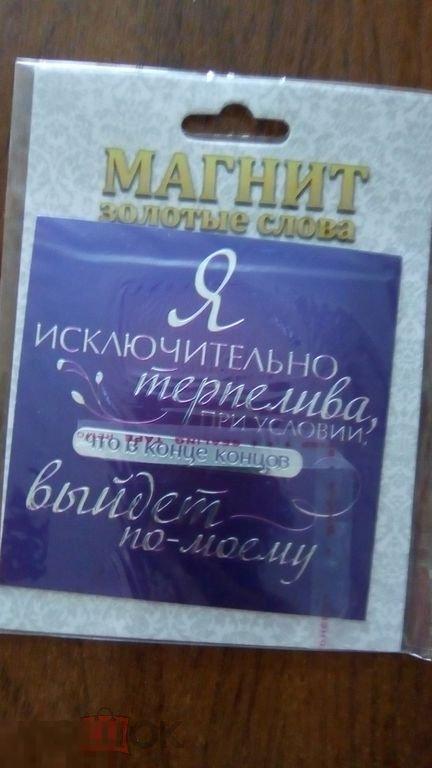 МАГНИТ
золотые слова
Я
ИСКЛЮЧИТЕЛЬНО
терпелива,
ПРИ УСЛОВИИ,
что в конце концов
выйдет
по-моему